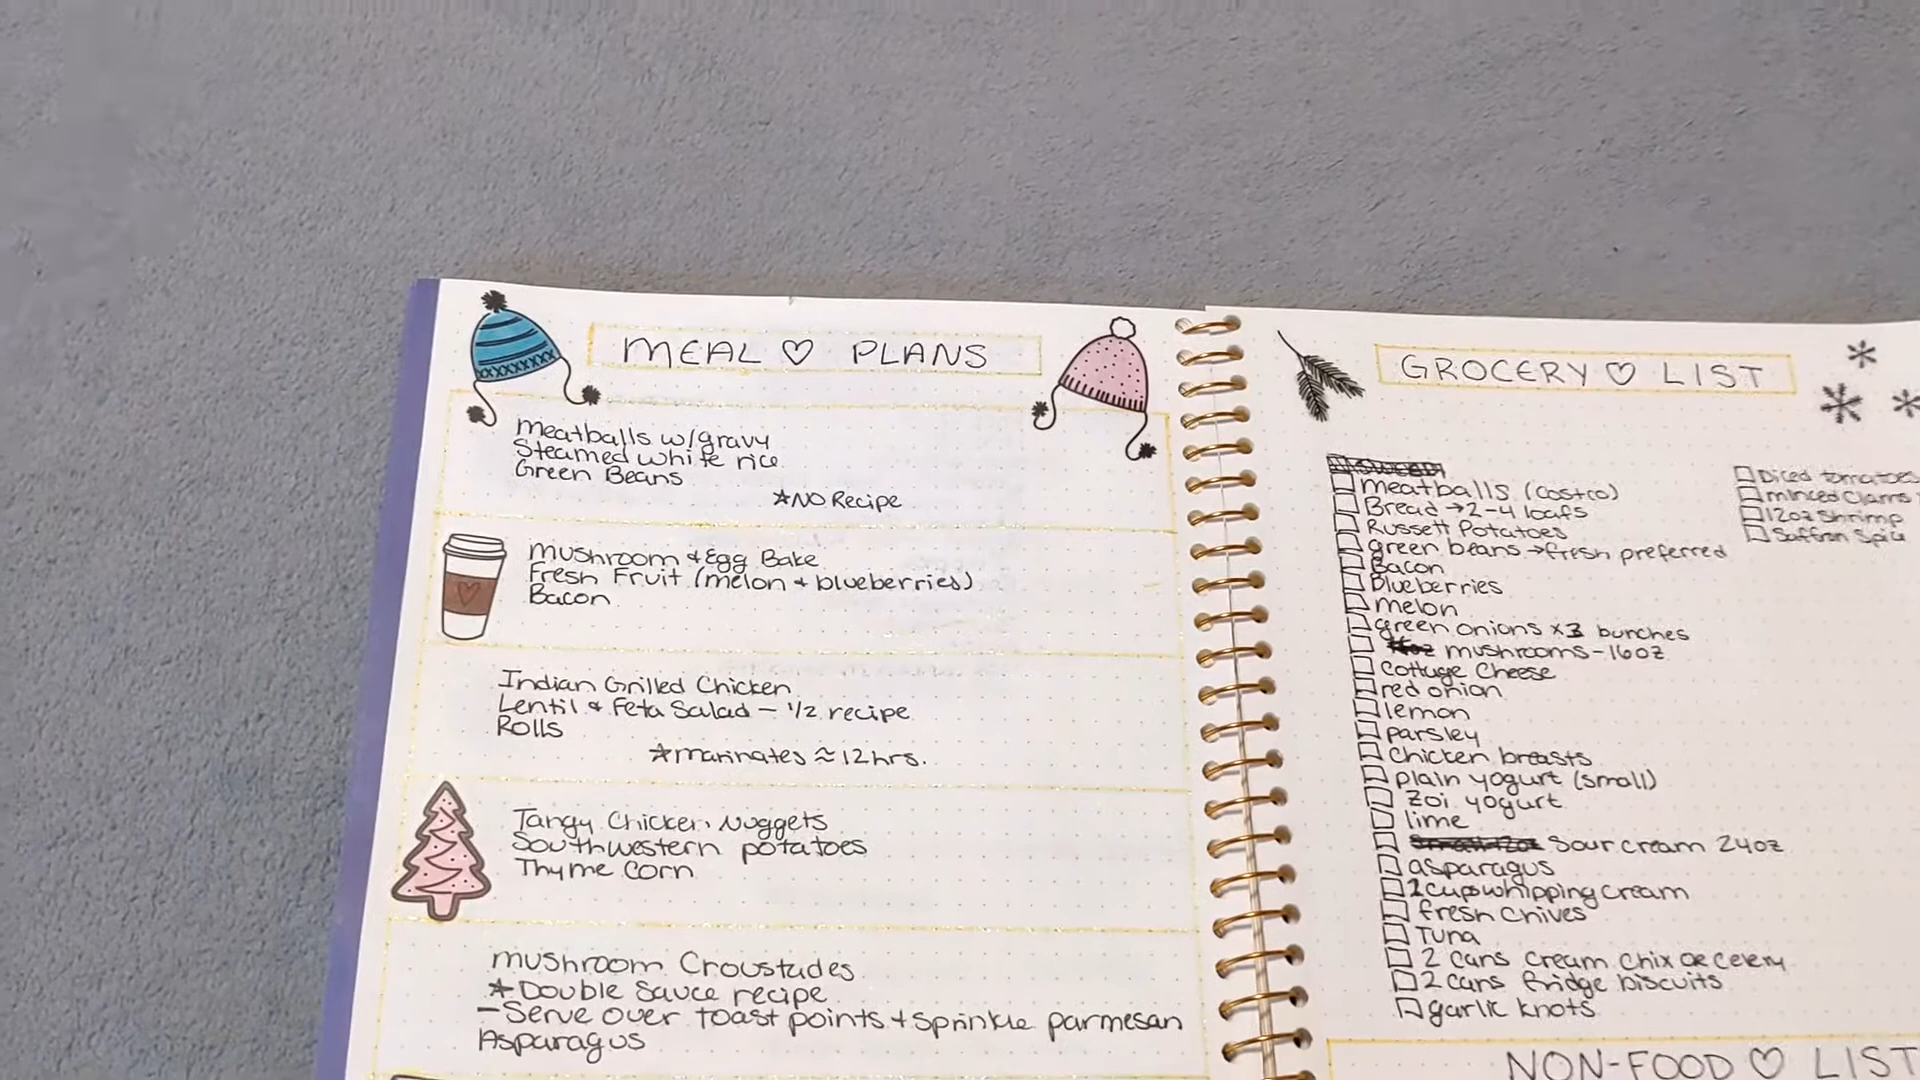 MEAL ♡ PLANS
Meatballs w/gravy
Steamed white rice
Green Beans
*NO Recipe
Mushroom & Egg Bake
Fresh Fruit (melon & blueberries)
Bacon
Indian Grilled Chicken
Lentil & Feta Salad - 1/2 recipe
Rolls
*marinates ≈ 12 hrs.
Tangy Chicken Nuggets
Southwestern potatoes
Thyme Corn
Mushroom Croustades
*Double Sauce recipe
-Serve over toast points & sprinkle parmesan
Asparagus
GROCERY ♡ LIST
Meatballs (costco)
Bread → 2-4 loafs
Russett Potatoes
green beans → fresh preferred
Bacon
Blueberries
melon
green onions x3 bunches
mushrooms - 16oz
Cottage Cheese
red onion
lemon
parsley
Chicken breasts
plain yogurt (small)
Zoi yogurt
lime
Sour cream 24oz
asparagus
2 cups whipping cream
fresh chives
Tuna
2 cans cream chix or celery
2 cans fridge biscuits
garlic knots
Diced tomatoes
minced clams
12oz Shrimp
Saffron Spice
NON-FOOD ♡ LIST